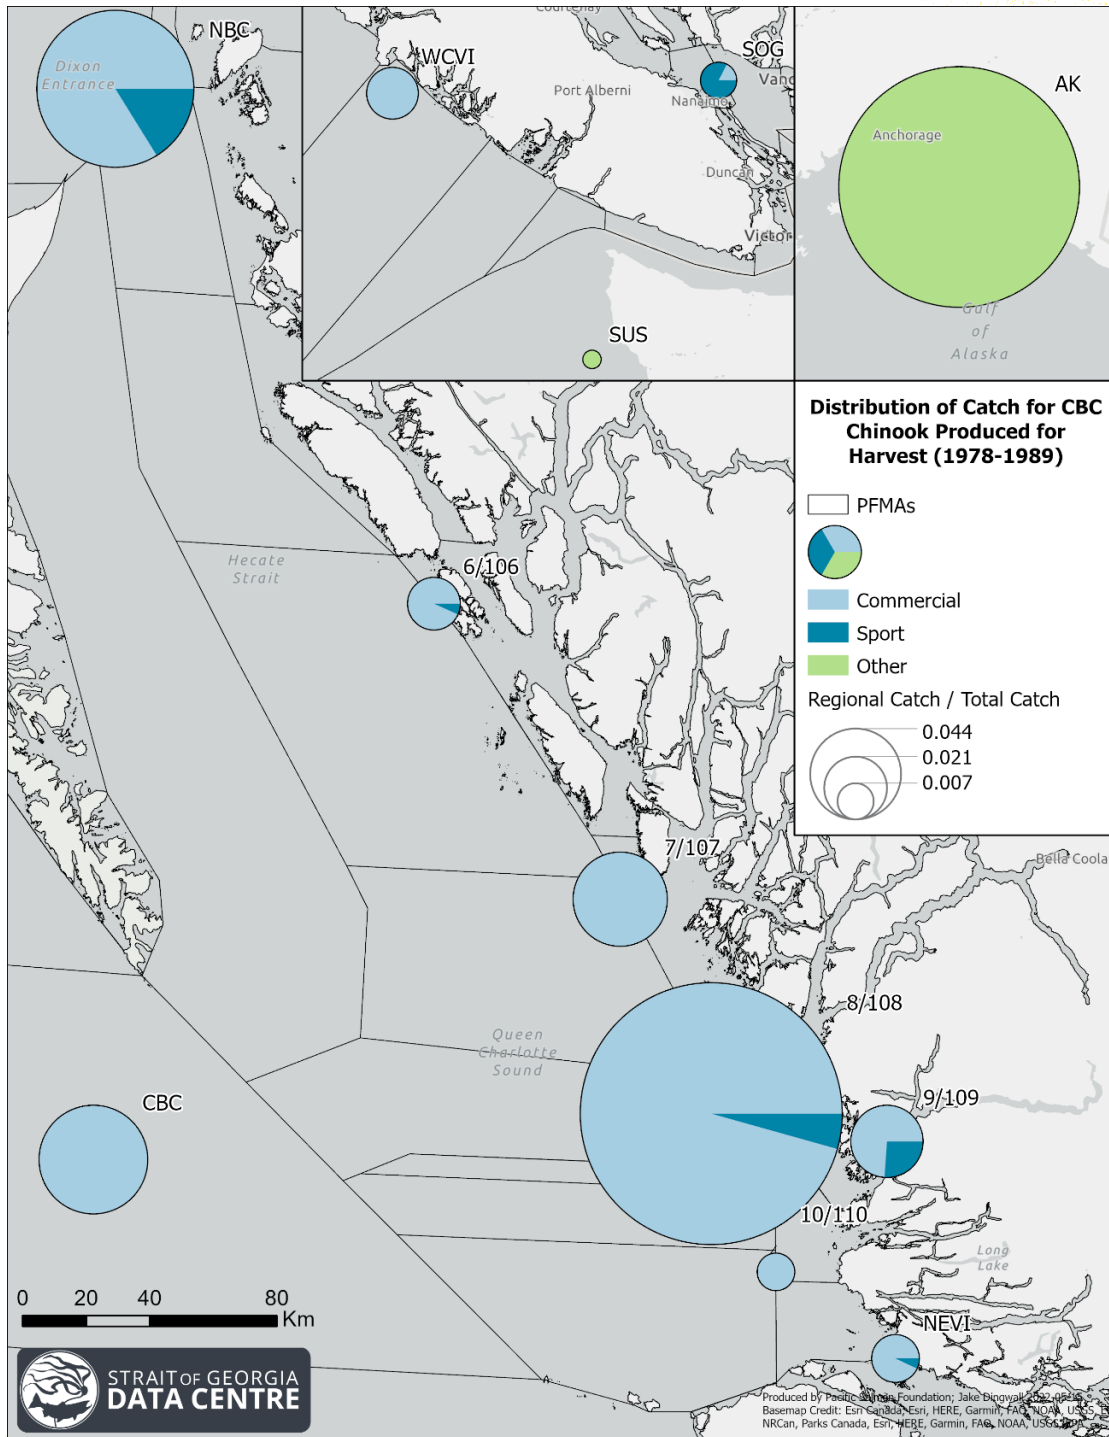 Courtenay
NBC
Dixon
Entrance
WCVI
SOG
Port Alberni
Nanaimo
Vanc
Duncan
Victor
SUS
AK
Anchorage
Gulf
of
Alaska
Distribution of Catch for CBC
Chinook Produced for
Harvest (1978-1989)
PFMAs
Commercial
Sport
Other
Regional Catch / Total Catch
0.044
0.021
0.007
Hecate
Strait
6/106
7/107
Bella Coola
8/108
Queen
Charlotte
Sound
CBC
9/109
10/110
Long
Lake
0 20 40 80
Km
NEVI
STRAIT OF GEORGIA
DATA CENTRE
Produced by Pacific Salmon Foundation; Jake Dingwall
Basemap Credit: Esri Canada, Esri, HERE, Garmin, FAO, NOAA, USGS,
NRCan, Parks Canada, Esri, HERE, Garmin, FAO, NOAA, USGS, EPA